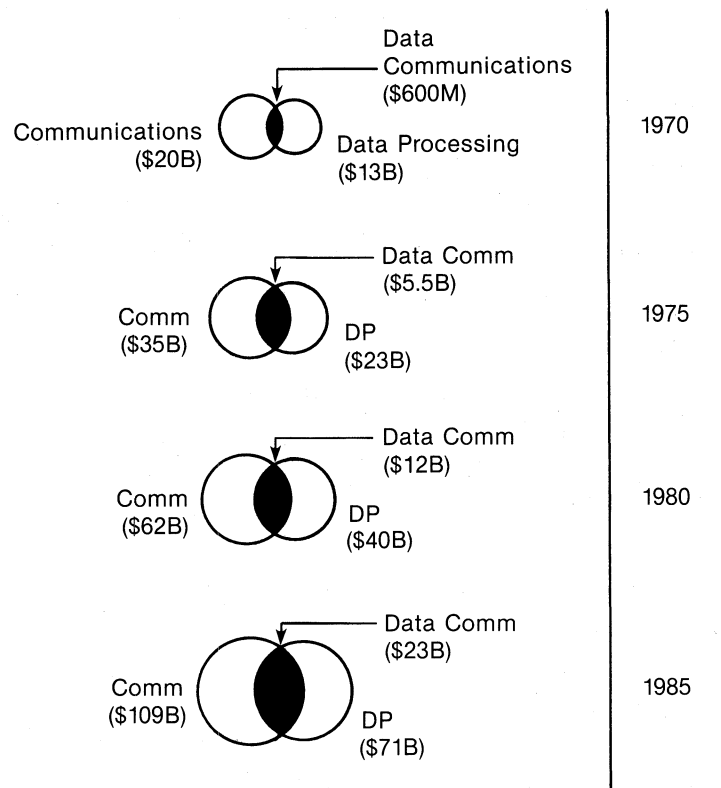 Data
Communications
($600M)
Communications
($20B)
Data Processing
($13B)
1970
Data Comm
($5.5B)
Comm
($35B)
DP
($23B)
1975
Data Comm
($12B)
Comm
($62B)
DP
($40B)
1980
Data Comm
($23B)
Comm
($109B)
DP
($71B)
1985